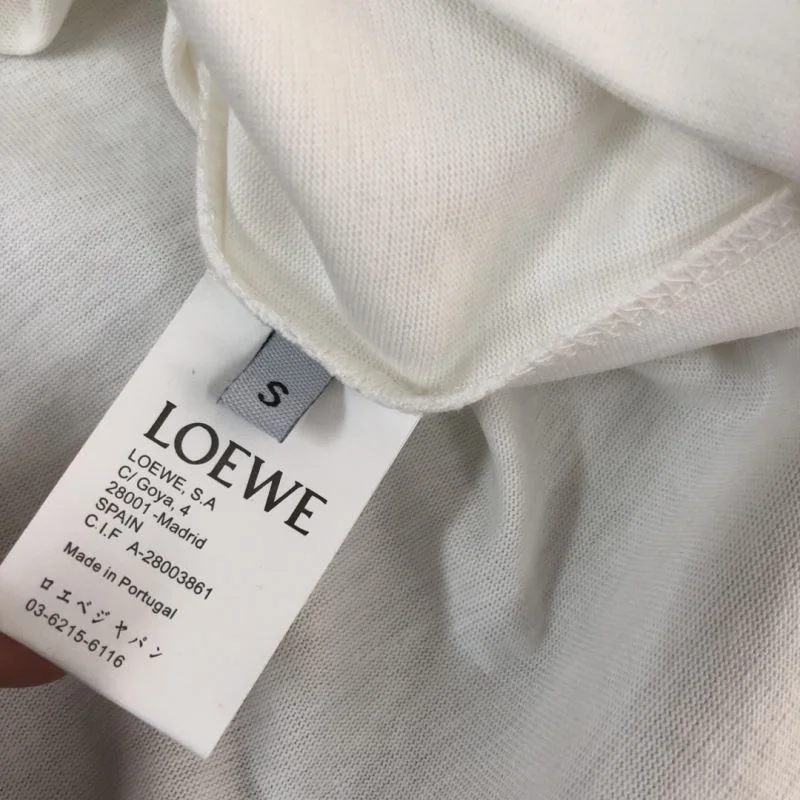 S
LOEWE
LOEWE, S.A
C/ Goya, 4
28001 -Madrid
SPAIN
C.I.F A-28003861
Made in Portugal
ロエベジャパン
03-6215-6116